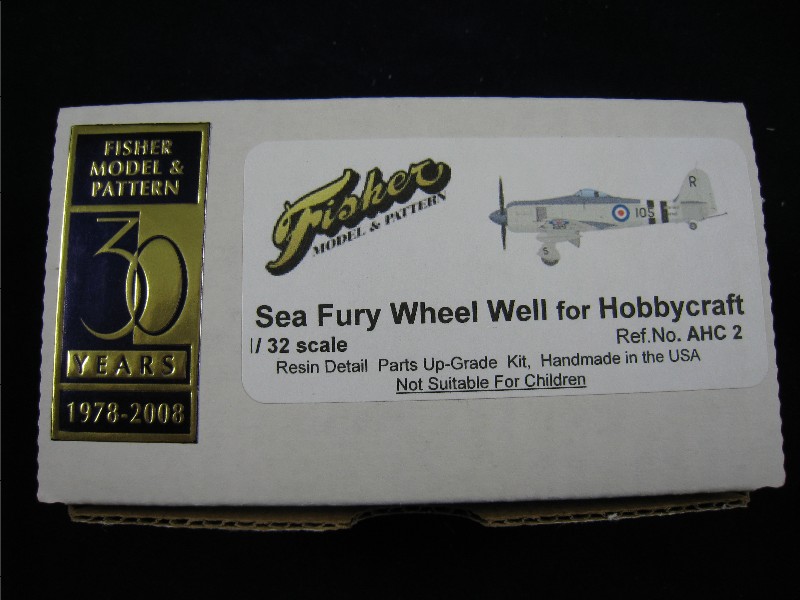 FISHER
MODEL &
PATTERN
30
YEARS
1978-2008
Fisher
MODEL & PATTERN
R
105
S
Sea Fury Wheel Well for Hobbycraft
1/ 32 scale
Ref.No. AHC 2
Resin Detail Parts Up-Grade Kit, Handmade in the USA
Not Suitable For Children